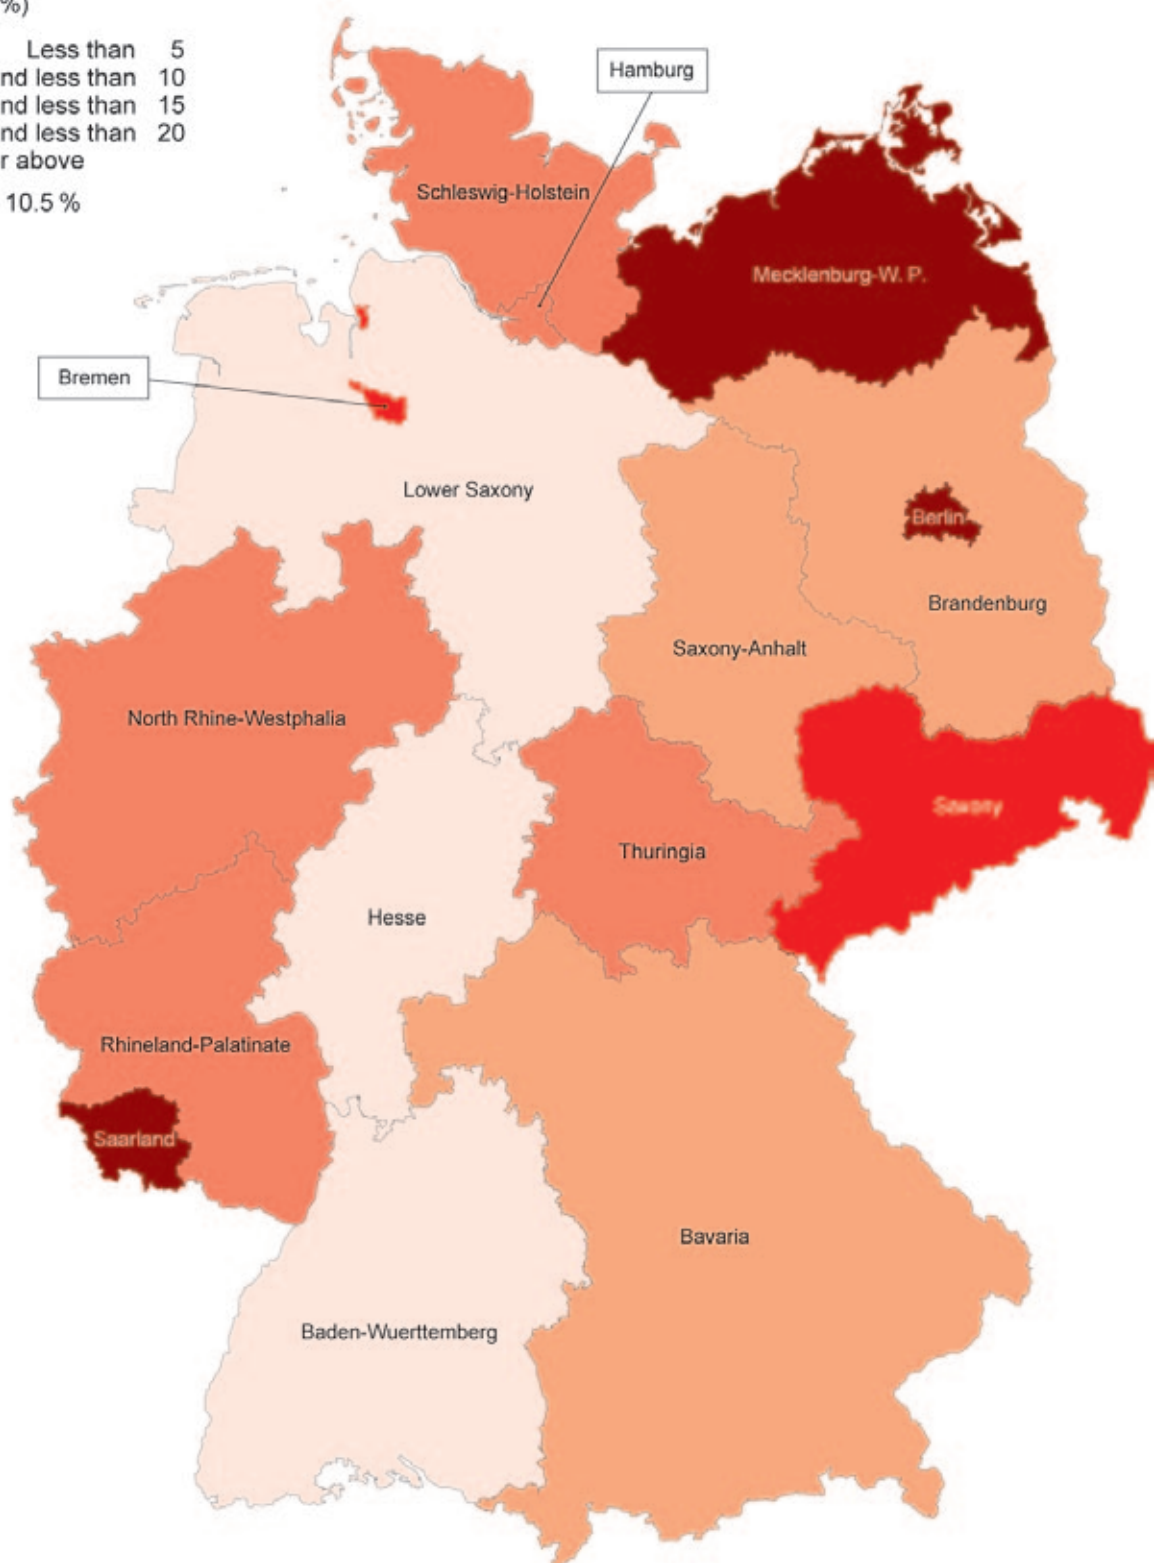 %)
Less than 5
nd less than 10
nd less than 15
nd less than 20
r above
10.5 %
Hamburg
Schleswig-Holstein
Mecklenburg-W. P.
Bremen
Lower Saxony
Berlin
Brandenburg
Saxony-Anhalt
North Rhine-Westphalia
Saxony
Thuringia
Hesse
Rhineland-Palatinate
Saarland
Bavaria
Baden-Wuerttemberg